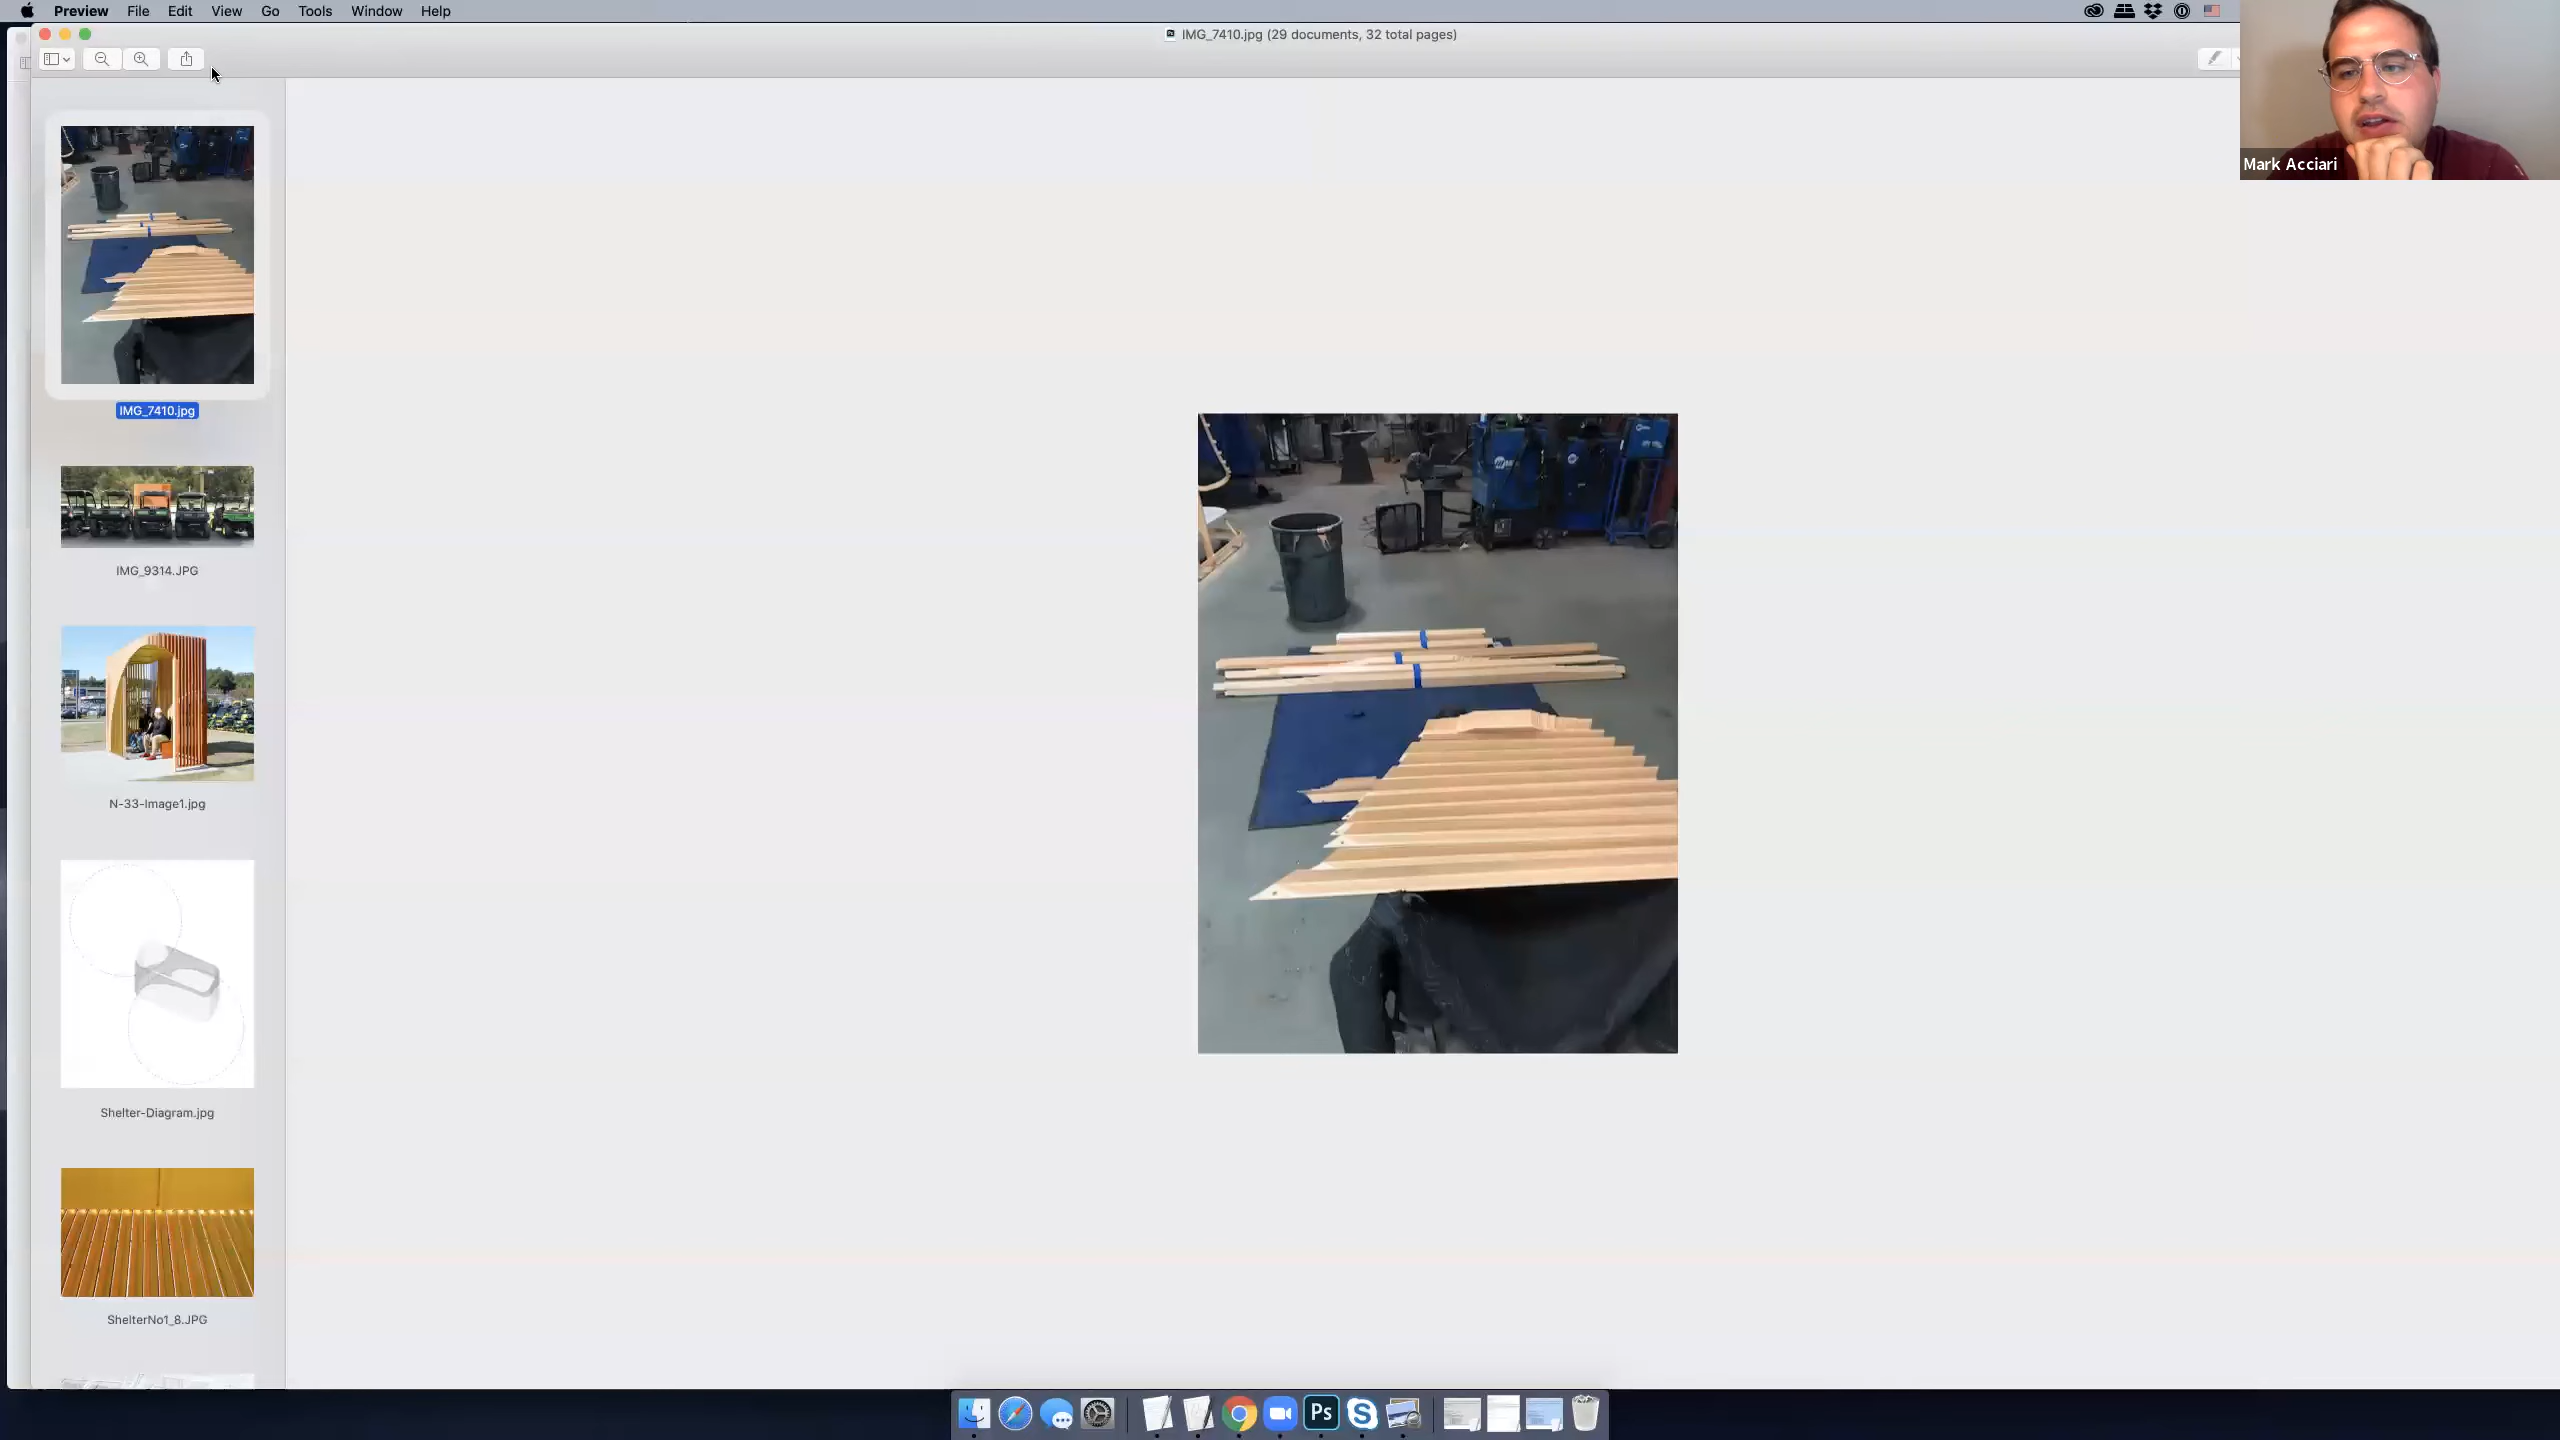 Preview File Edit View Go Tools Window Help
IMG_7410.jpg (29 documents, 32 total pages)
Mark Acciari
IMG_7410.jpg
IMG_9314.JPG
N-33-Image1.jpg
Shelter-Diagram.jpg
ShelterNo1_8.JPG
Ps